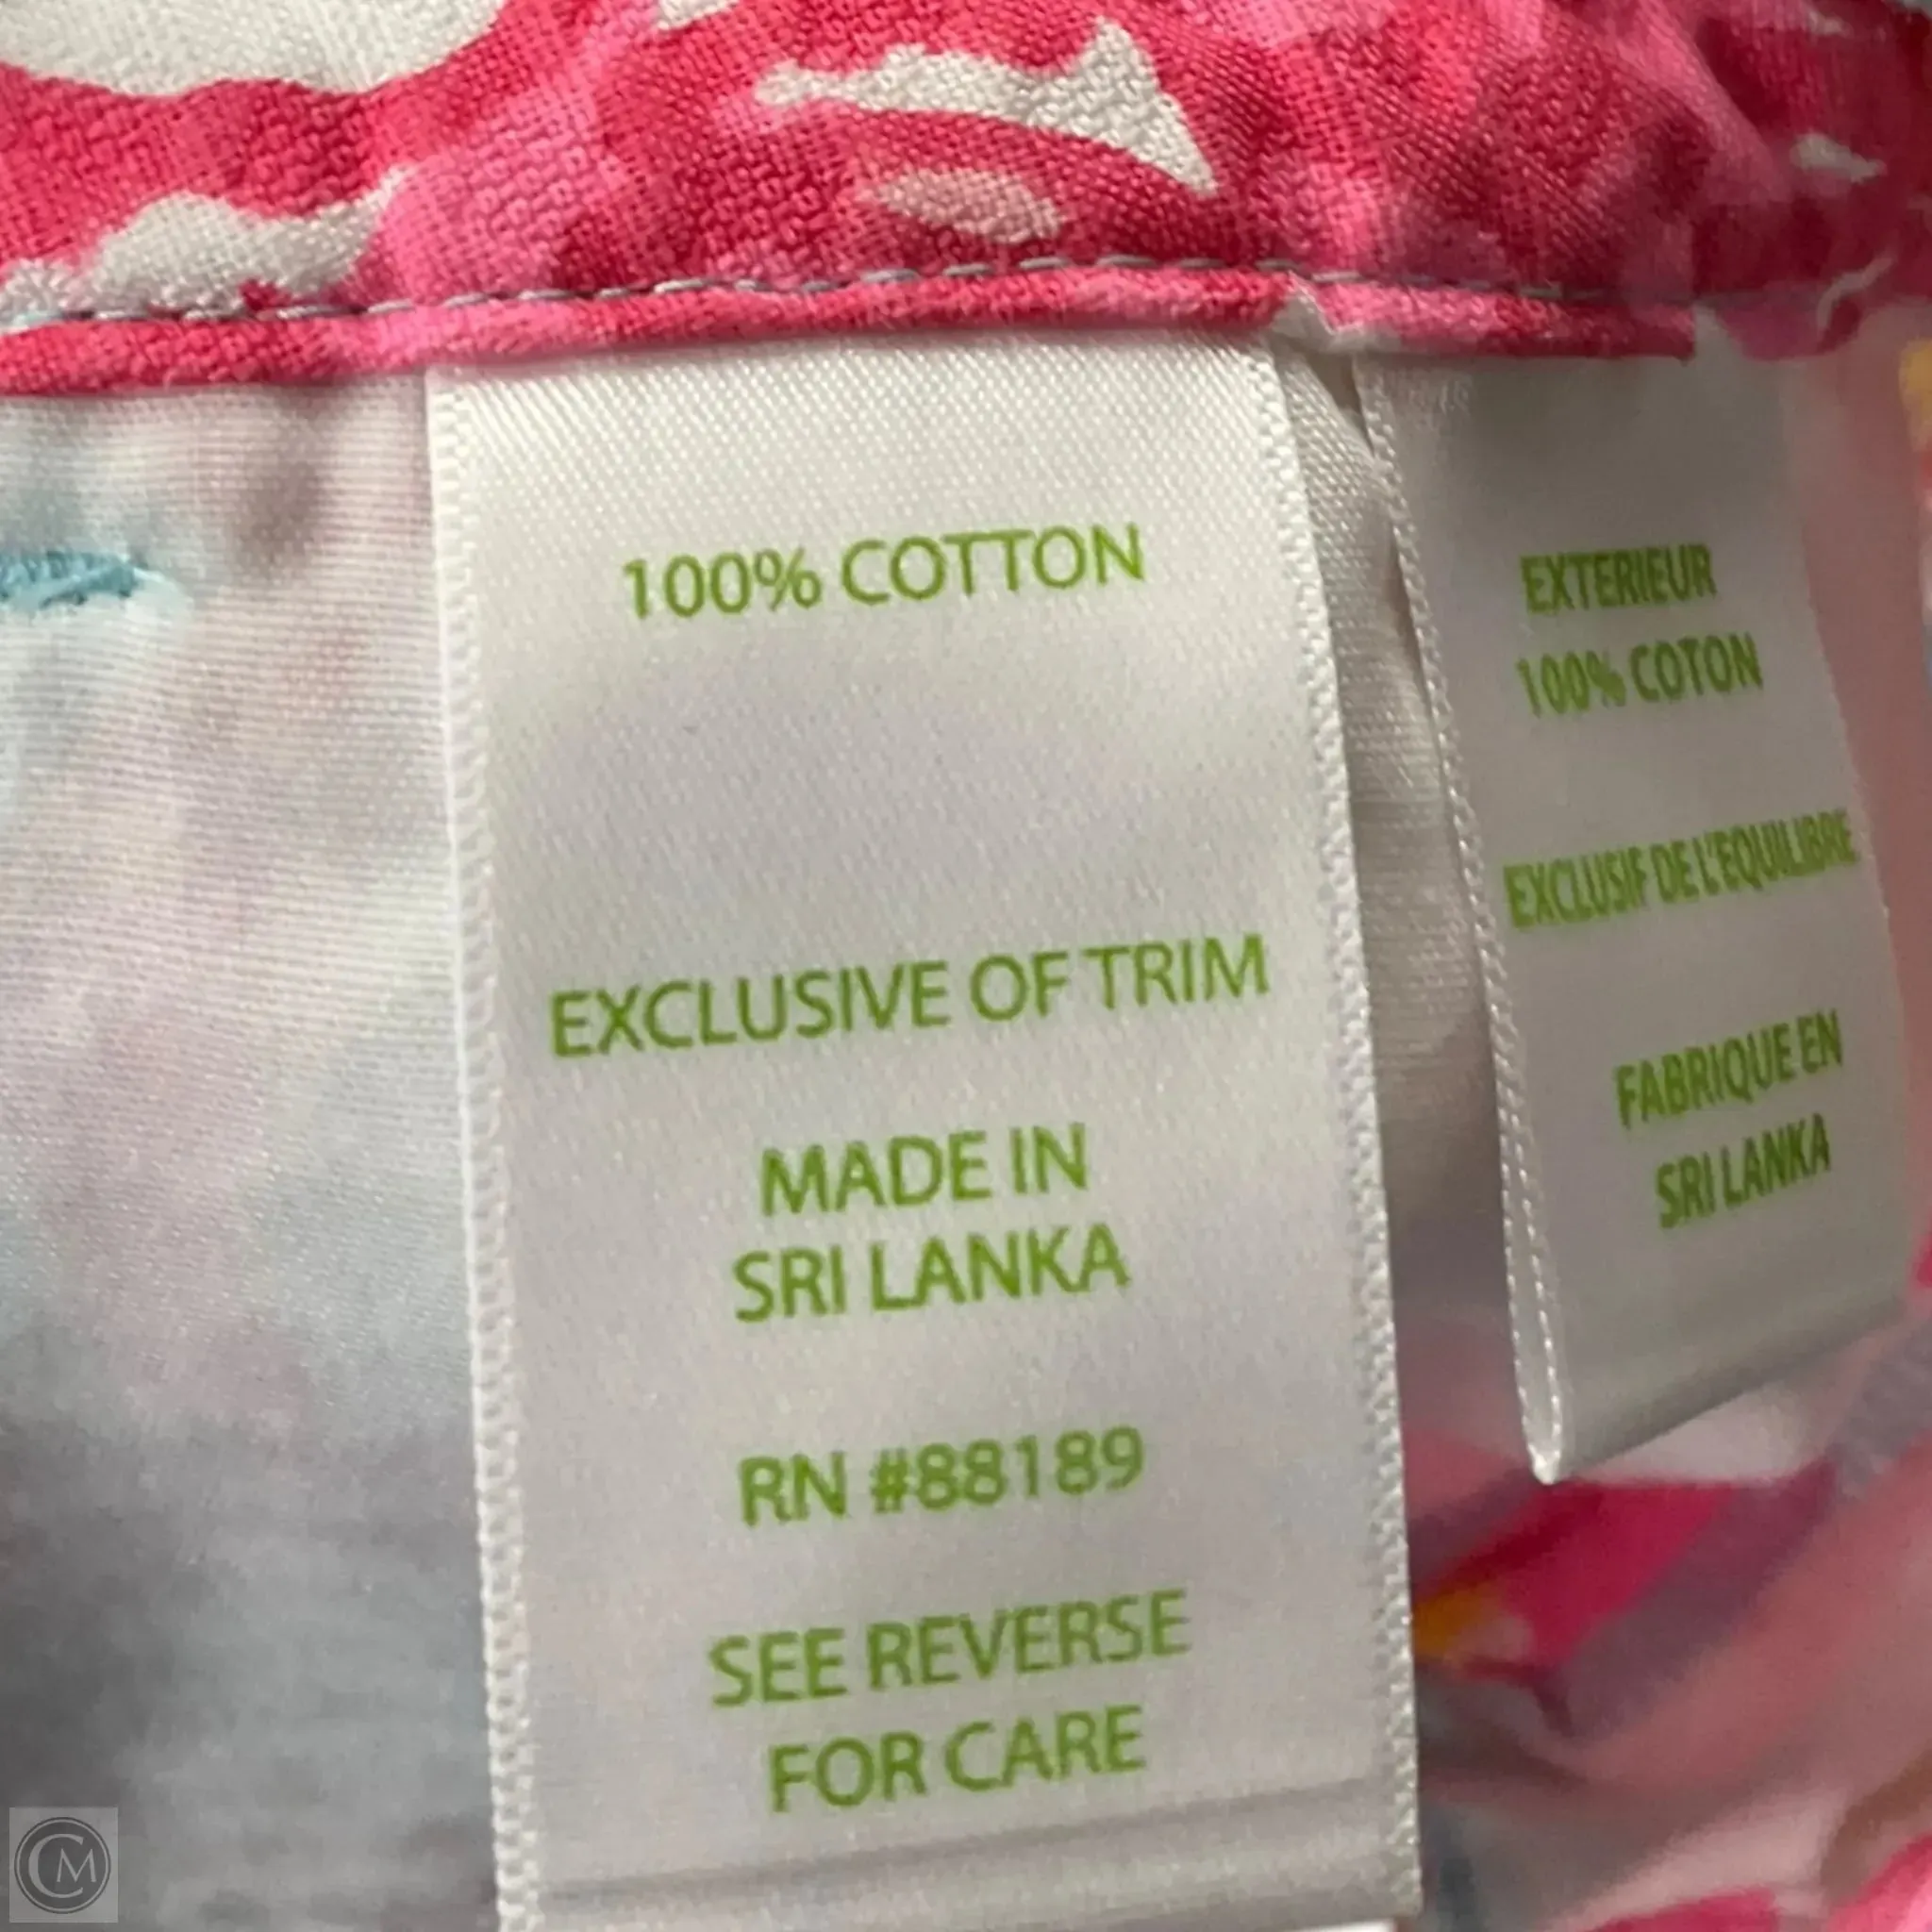 100% COTTON
EXCLUSIVE OF TRIM
MADE IN
SRI LANKA
RN #88189
SEE REVERSE
FOR CARE
EXTERIEUR
100% COTON
EXCLUSIF DE L'EQUILIBRE
FABRIQUE EN
SRI LANKA
CM